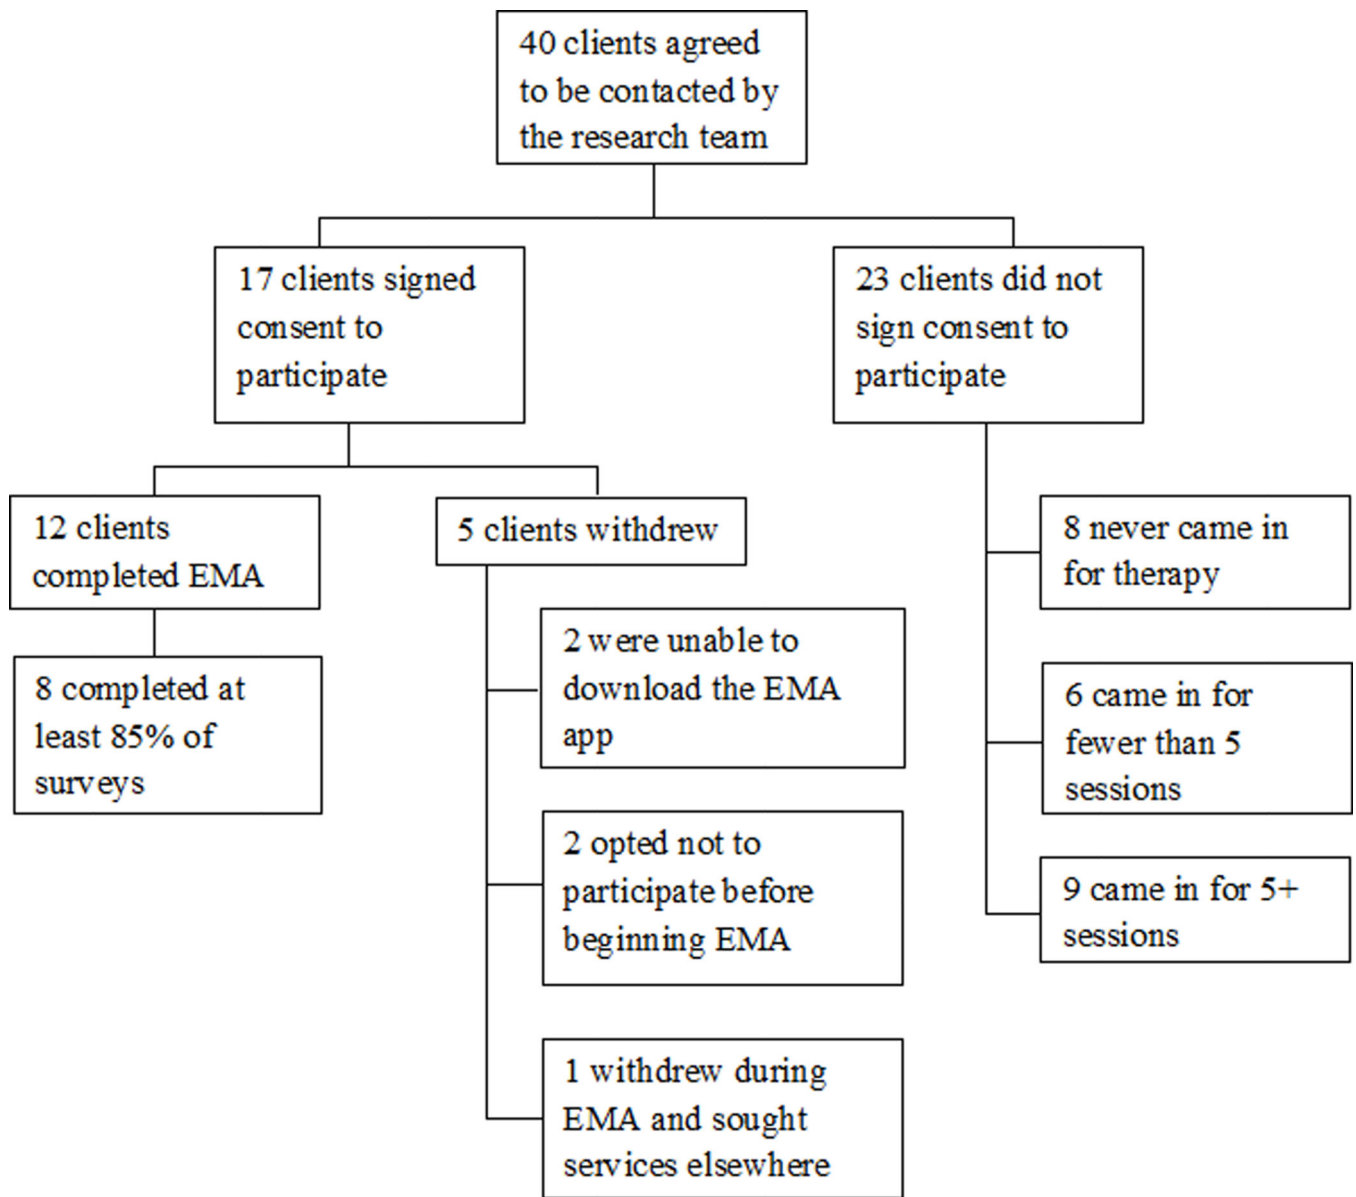 40 clients agreed
to be contacted by
the research team
17 clients signed
consent to
participate
23 clients did not
sign consent to
participate
12 clients
completed EMA
5 clients withdrew
8 never came in
for therapy
2 were unable to
download the EMA
app
8 completed at
least 85% of
surveys
6 came in for
fewer than 5
sessions
2 opted not to
participate before
beginning EMA
9 came in for 5+
sessions
1 withdrew during
EMA and sought
services elsewhere